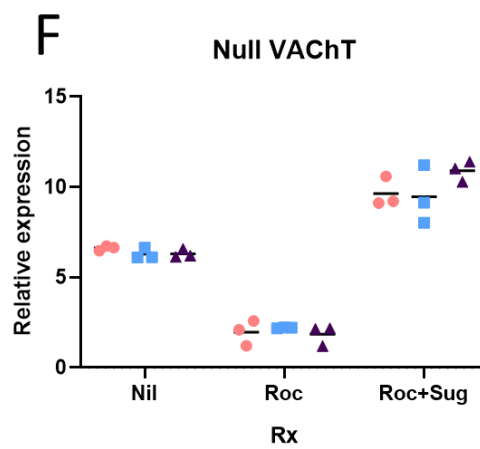 F
Null VAChT
Relative expression
15
10
5
0
Nil Roc Roc+Sug
Rx